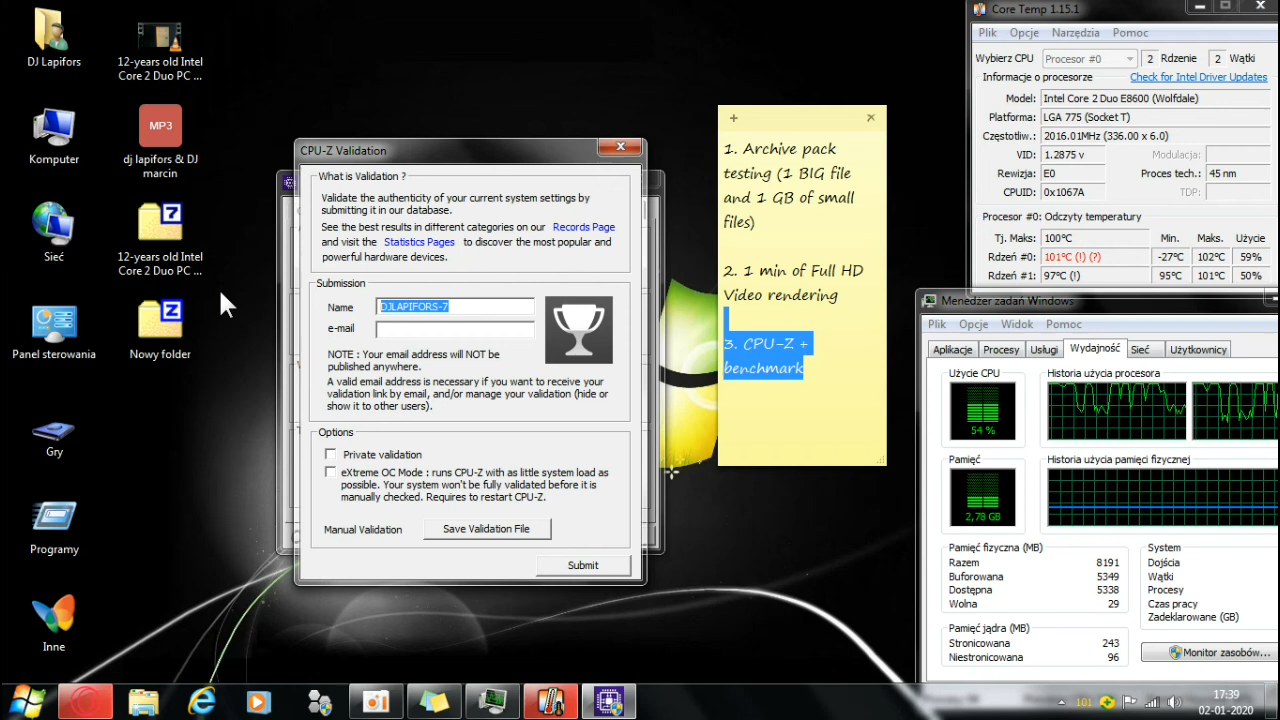 DJ Lapifors
Komputer
Sieć
Panel sterowania
Gry
Programy
Inne
12-years old Intel
Core 2 Duo PC ...
MP3
dj lapifors & DJ
marcin
7
12-years old Intel
Core 2 Duo PC ...
Z
Nowy folder
CPU-Z Validation
What is Validation ?
Validate the authenticity of your current system settings by
submitting it in our database.
See the best results in different categories on our Records Page
and visit the Statistics Pages to discover the most popular and
powerful hardware devices.
Submission
Name DJLAPIFORS-7
e-mail
NOTE : Your email address will NOT be
published anywhere.
A valid email address is necessary if you want to receive your
validation link by email, and/or manage your validation (hide or
show it to other users).
Options
Private validation
eXtreme OC Mode : runs CPU-Z with as little system load as
possible. Your system won't be fully validated before it is
manually checked. Requires to restart CPU-Z.
Manual Validation Save Validation File
Submit
1. Archive pack
testing (1 BIG file
and 1 GB of small
files)
2. 1 min of Full HD
Video rendering
3. CPU-Z +
benchmark
Core Temp 1.15.1
Plik Opcje Narzędzia Pomoc
Wybierz CPU Procesor #0 2 Rdzenie 2 Wątki
Informacje o procesorze Check for Intel Driver Updates
Model: Intel Core 2 Duo E8600 (Wolfdale)
Platforma: LGA 775 (Socket T)
Częstotliw.: 2016.01MHz (336.00 x 6.0)
VID: 1.2875 v Modulacja:
Rewizja: E0 Proces tech.: 45 nm
CPUID: 0x1067A TDP:
Procesor #0: Odczyty temperatury
Tj. Maks: 100°C Min. Maks. Użycie
Rdzeń #0: 101°C (!) (?) -27°C 102°C 59%
Rdzeń #1: 97°C (!) 95°C 101°C 50%
Menedżer zadań Windows
Plik Opcje Widok Pomoc
Aplikacje Procesy Usługi Wydajność Sieć Użytkownicy
Użycie CPU Historia użycia procesora
54 %
Pamięć Historia użycia pamięci fizycznej
2,78 GB
Pamięć fizyczna (MB)
Razem 8191
Buforowana 5349
Dostępna 5338
Wolna 29
Pamięć jądra (MB)
Stronicowana 243
Niestronicowana 96
System
Dojścia
Wątki
Procesy
Czas pracy
Zadeklarowane (GB)
Monitor zasobów...
101
17:39
02-01-2020